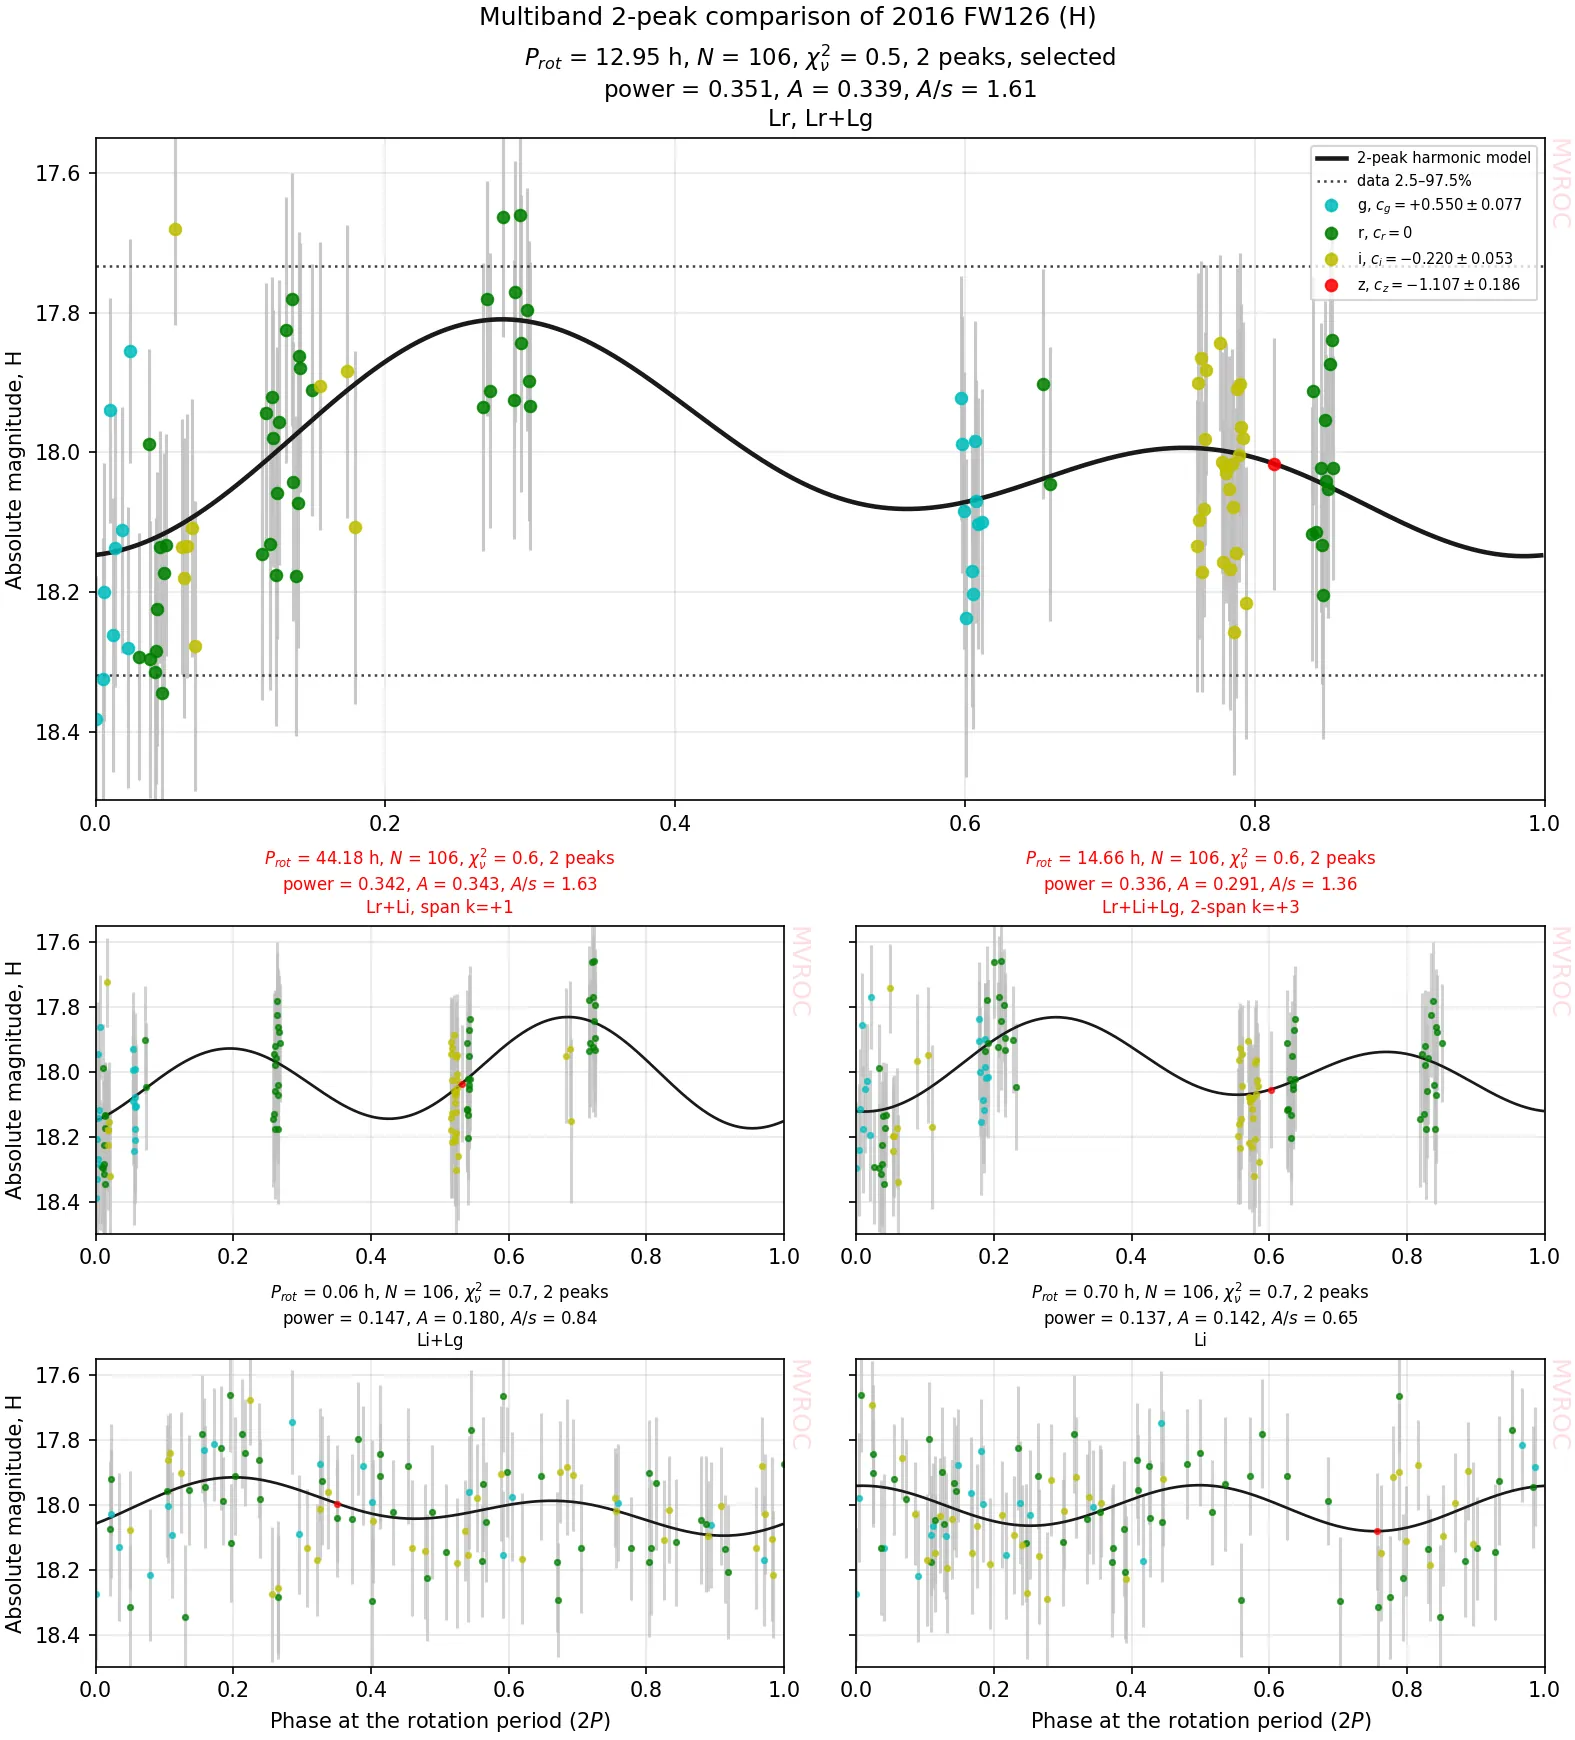 Multiband 2-peak comparison of 2016 FW126 (H)
P_rot = 12.95 h, N = 106, χ²_ν = 0.5, 2 peaks, selected
power = 0.351, A = 0.339, A/s = 1.61
Lr, Lr+Lg
Absolute magnitude, H
17.6
17.8
18.0
18.2
18.4
0.0 0.2 0.4 0.6 0.8 1.0
2-peak harmonic model
data 2.5–97.5%
g, c_g = +0.550 ± 0.077
r, c_r = 0
i, c_i = −0.220 ± 0.053
z, c_z = −1.107 ± 0.186
MVROC
P_rot = 44.18 h, N = 106, χ²_ν = 0.6, 2 peaks
power = 0.342, A = 0.343, A/s = 1.63
Lr+Li, span k=+1
Absolute magnitude, H
17.6
17.8
18.0
18.2
18.4
0.0 0.2 0.4 0.6 0.8 1.0
MVROC
P_rot = 14.66 h, N = 106, χ²_ν = 0.6, 2 peaks
power = 0.336, A = 0.291, A/s = 1.36
Lr+Li+Lg, 2-span k=+3
0.0 0.2 0.4 0.6 0.8 1.0
MVROC
P_rot = 0.06 h, N = 106, χ²_ν = 0.7, 2 peaks
power = 0.147, A = 0.180, A/s = 0.84
Li+Lg
Absolute magnitude, H
17.6
17.8
18.0
18.2
18.4
0.0 0.2 0.4 0.6 0.8 1.0
Phase at the rotation period (2P)
MVROC
P_rot = 0.70 h, N = 106, χ²_ν = 0.7, 2 peaks
power = 0.137, A = 0.142, A/s = 0.65
Li
0.0 0.2 0.4 0.6 0.8 1.0
Phase at the rotation period (2P)
MVROC